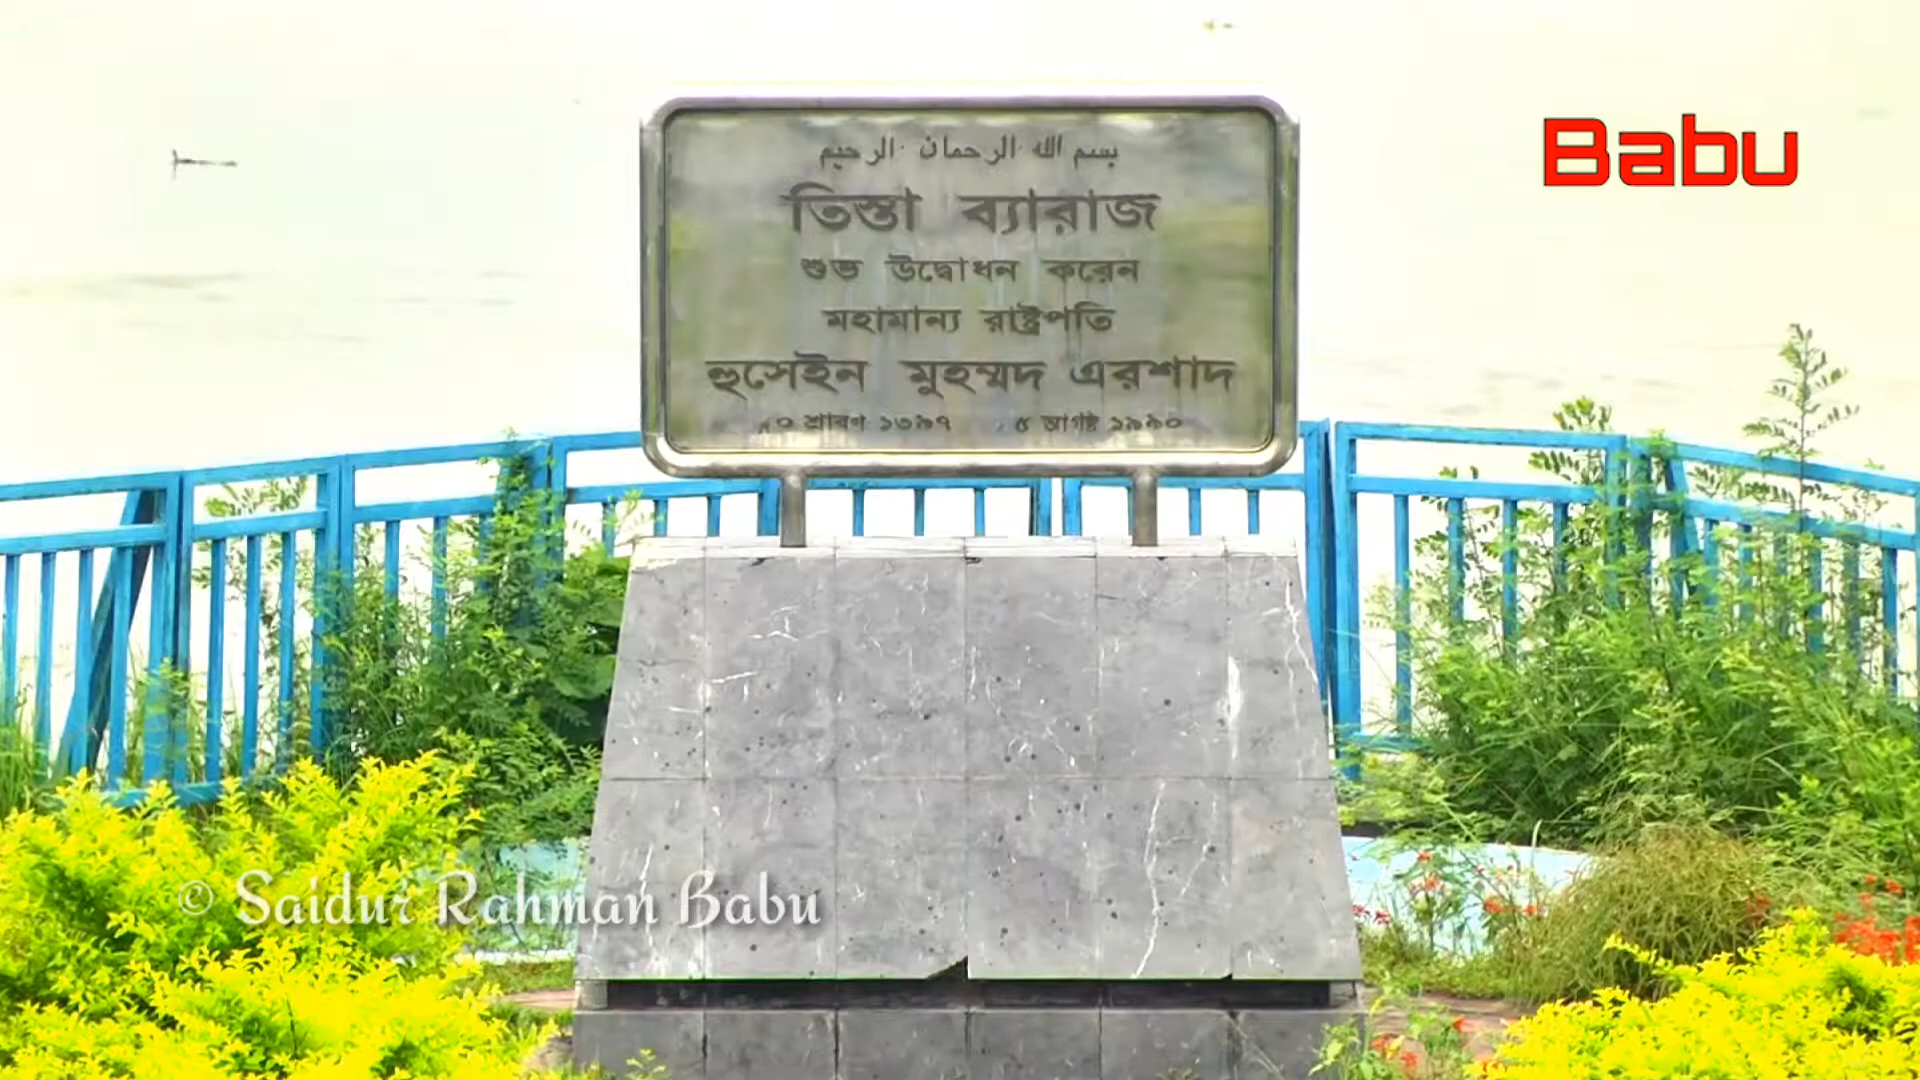 Babu
بسم الله الرحمان الرحيم
তিস্তা ব্যারাজ
শুভ উদ্বোধন করেন
মহামান্য রাষ্ট্রপতি
হুসেইন মুহম্মদ এরশাদ
শ্রাবণ ১৩৯৭ ৫ আগষ্ট ১৯৯০
© Saidur Rahman Babu